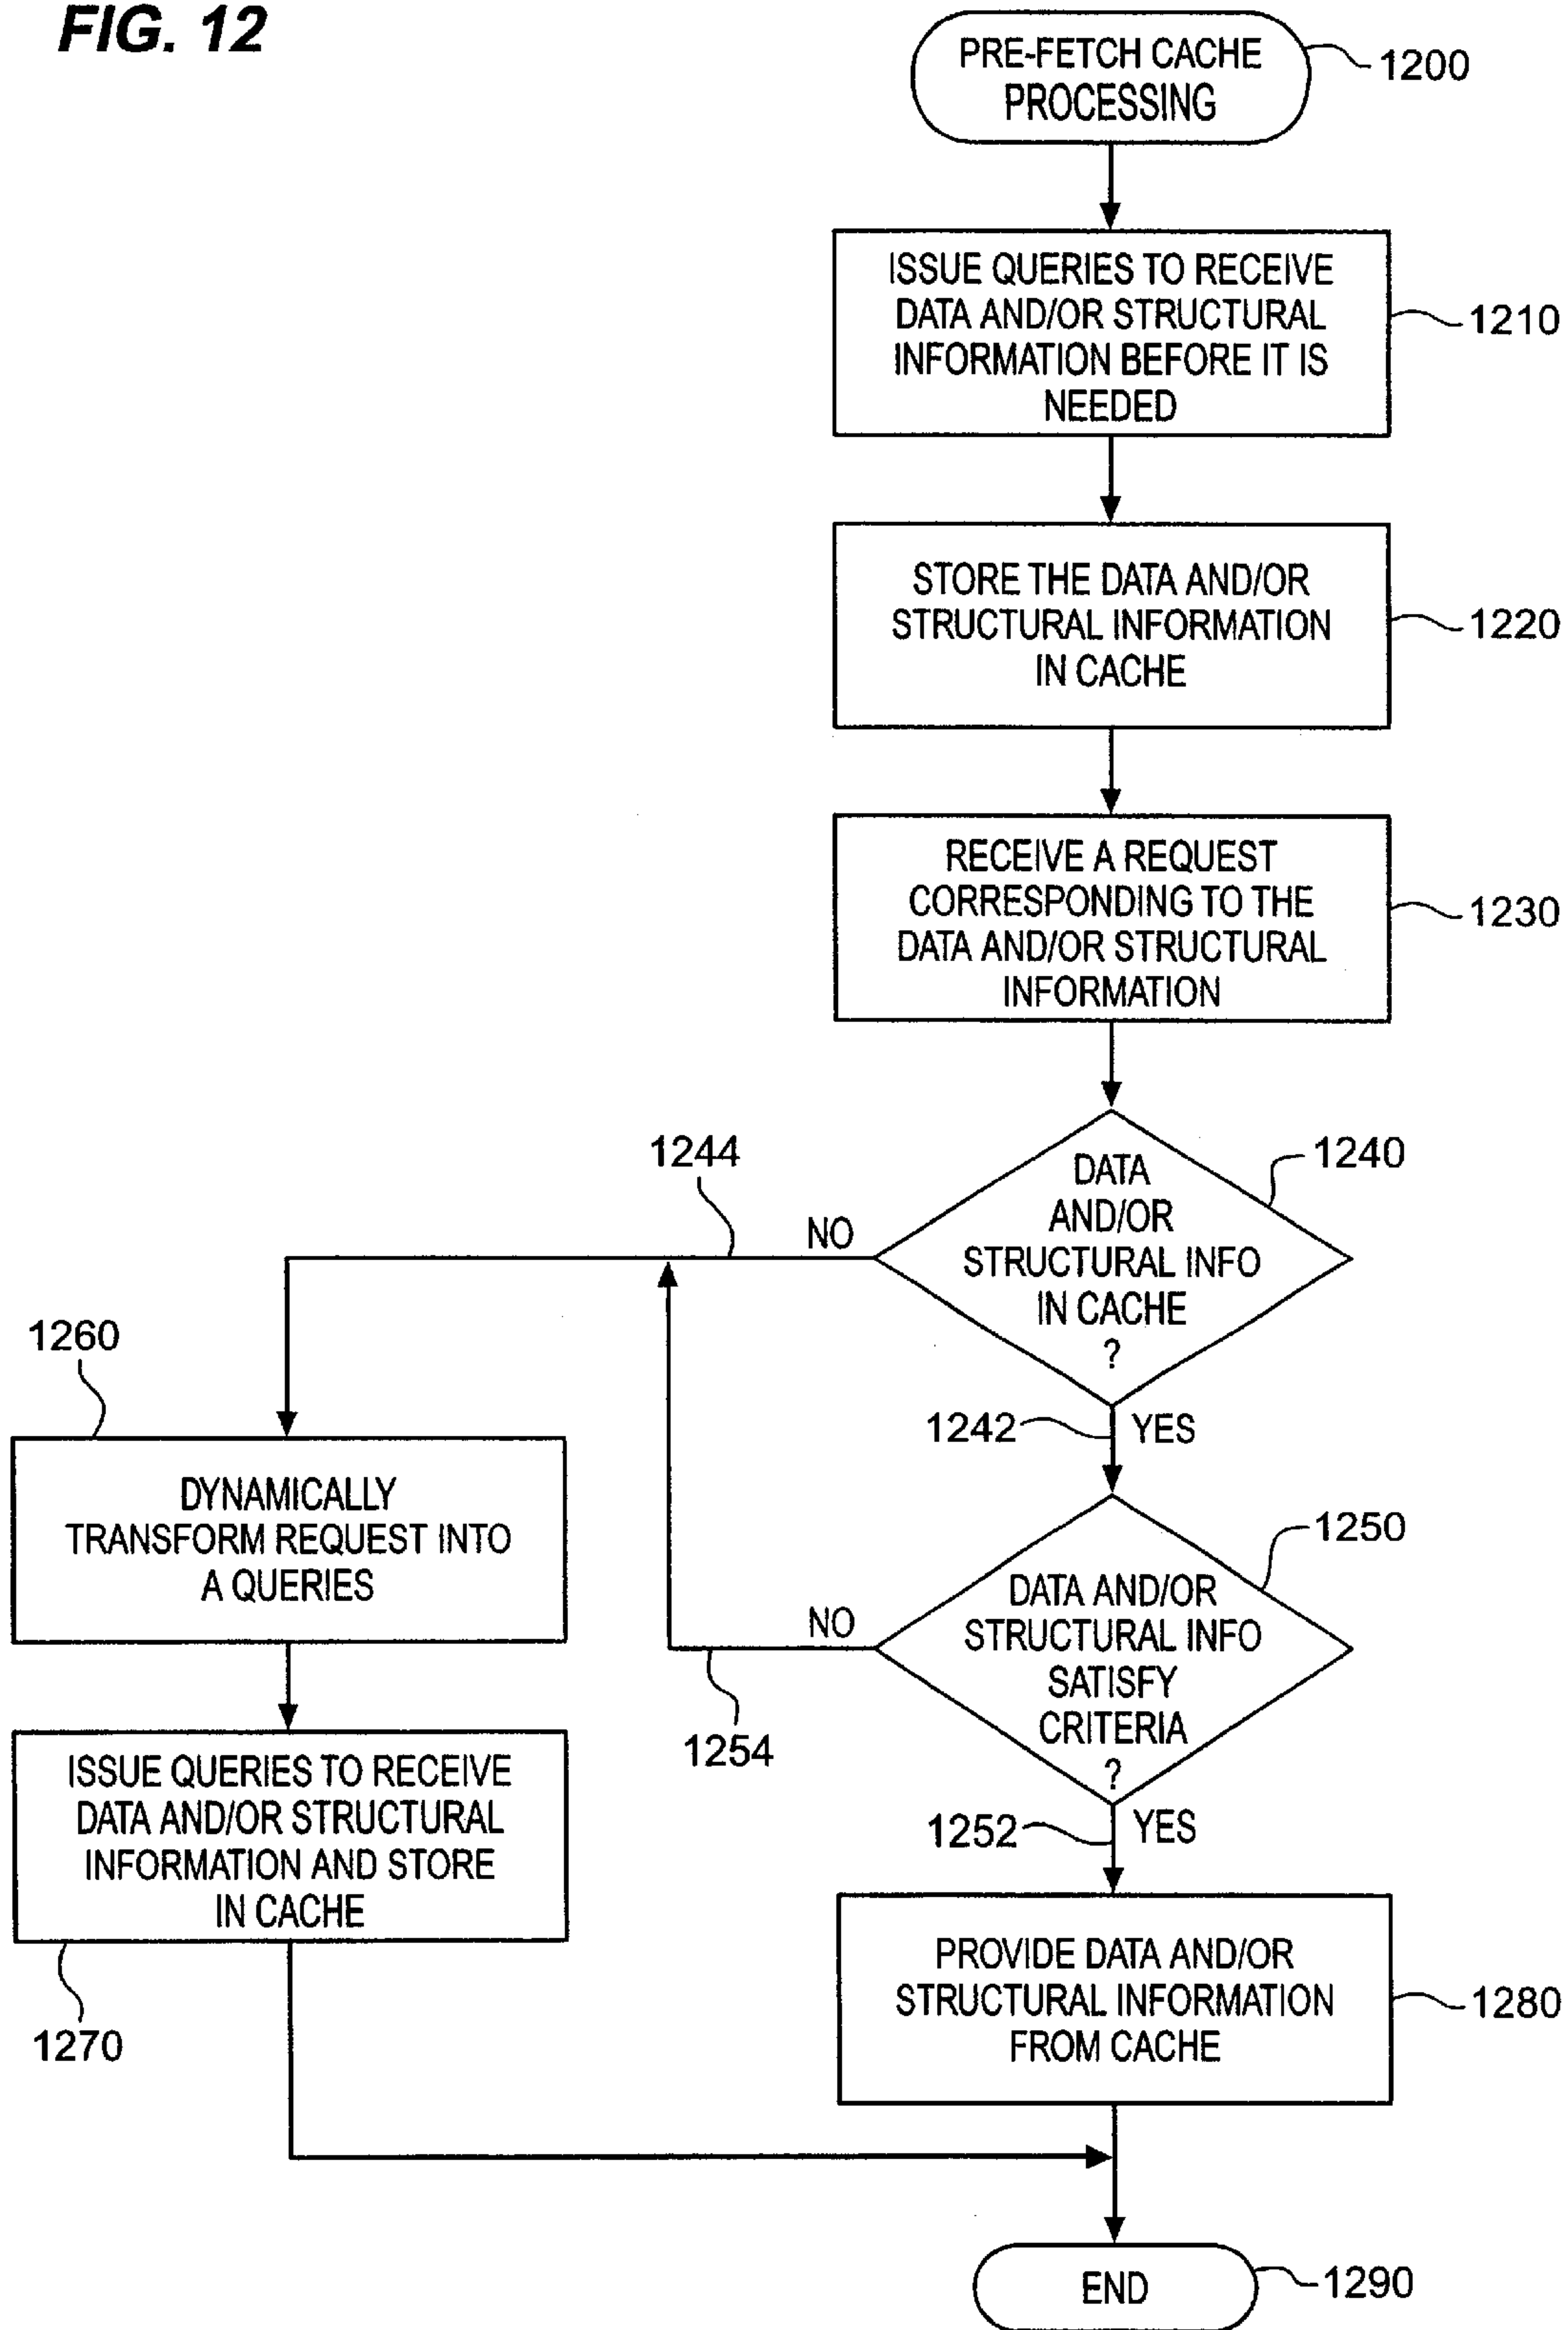 FIG. 12
PRE-FETCH CACHE
PROCESSING
1200
ISSUE QUERIES TO RECEIVE
DATA AND/OR STRUCTURAL
INFORMATION BEFORE IT IS
NEEDED
1210
STORE THE DATA AND/OR
STRUCTURAL INFORMATION
IN CACHE
1220
RECEIVE A REQUEST
CORRESPONDING TO THE
DATA AND/OR STRUCTURAL
INFORMATION
1230
DATA
AND/OR
STRUCTURAL INFO
IN CACHE
?
1240
NO
1244
1242
YES
DATA AND/OR
STRUCTURAL INFO
SATISFY
CRITERIA
?
1250
NO
1254
1252
YES
1260
DYNAMICALLY
TRANSFORM REQUEST INTO
A QUERIES
ISSUE QUERIES TO RECEIVE
DATA AND/OR STRUCTURAL
INFORMATION AND STORE
IN CACHE
1270
PROVIDE DATA AND/OR
STRUCTURAL INFORMATION
FROM CACHE
1280
END
1290